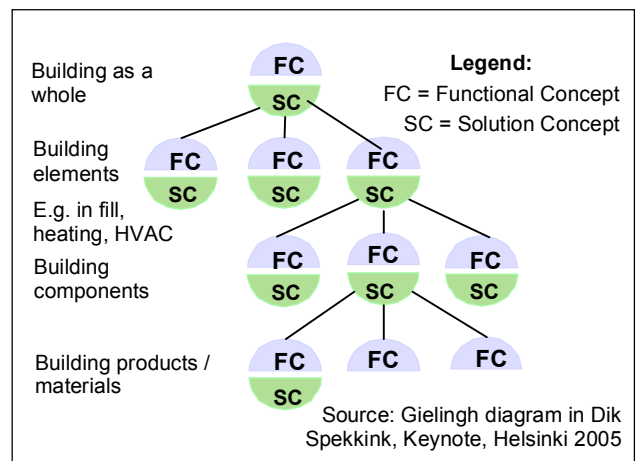 FC
SC
Building as a
whole
Legend:
FC = Functional Concept
SC = Solution Concept
Building
elements
FC
SC
FC
SC
FC
SC
E.g. in fill,
heating, HVAC
Building
components
FC
SC
FC
SC
FC
SC
Building products /
materials
FC
SC
FC
FC
Source: Gielingh diagram in Dik
Spekkink, Keynote, Helsinki 2005